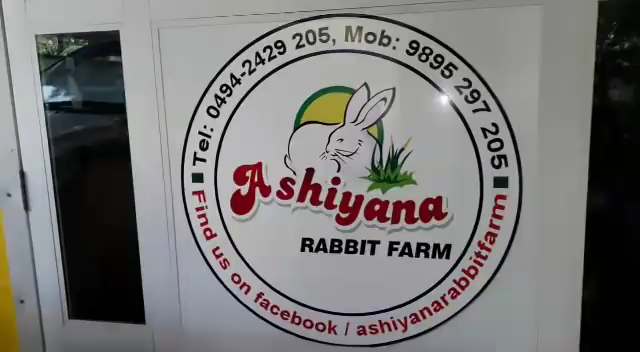 Tel: 0494-2429 205, Mob: 9895 297 205
Ashiyana
RABBIT FARM
Find us on facebook / ashiyanarabbitfarm